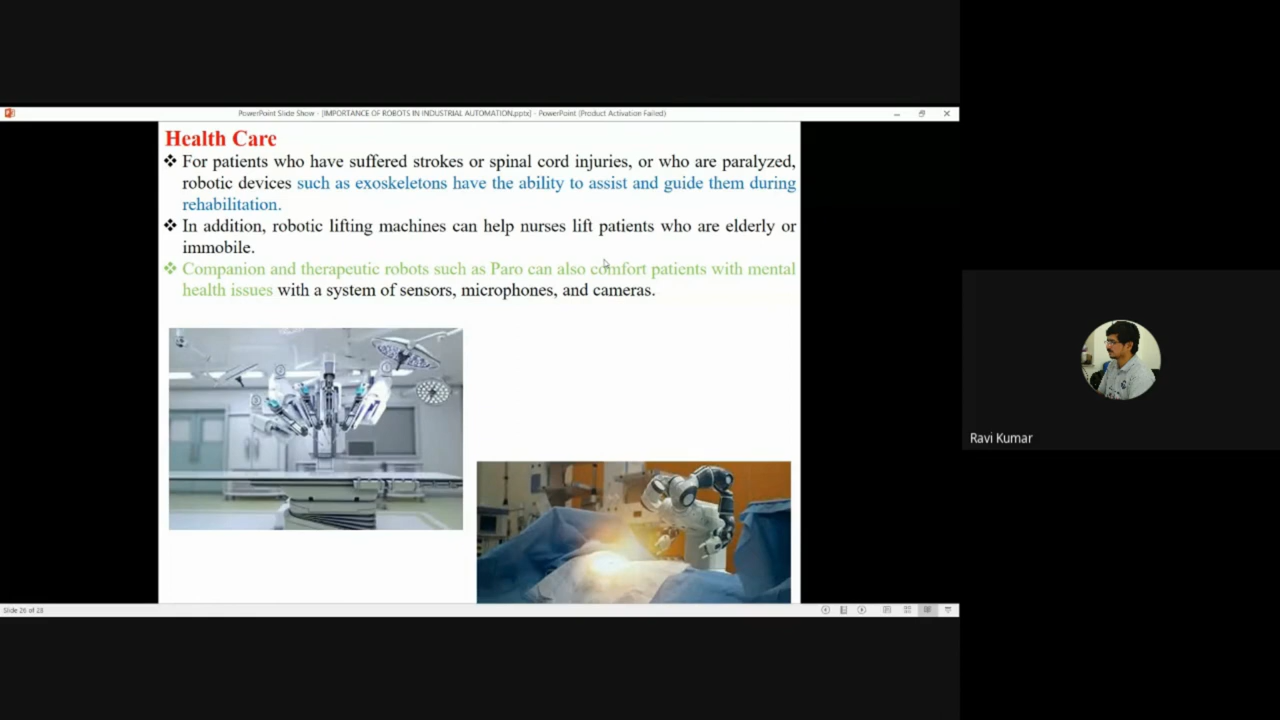 PowerPoint Slide Show - [IMPORTANCE OF ROBOTS IN INDUSTRIAL AUTOMATION.pptx] - PowerPoint (Product Activation Failed)
Health Care
❖ For patients who have suffered strokes or spinal cord injuries, or who are paralyzed,
robotic devices such as exoskeletons have the ability to assist and guide them during
rehabilitation.
❖ In addition, robotic lifting machines can help nurses lift patients who are elderly or
immobile.
❖ Companion and therapeutic robots such as Paro can also comfort patients with mental
health issues with a system of sensors, microphones, and cameras.
Ravi Kumar
Slide 26 of 28